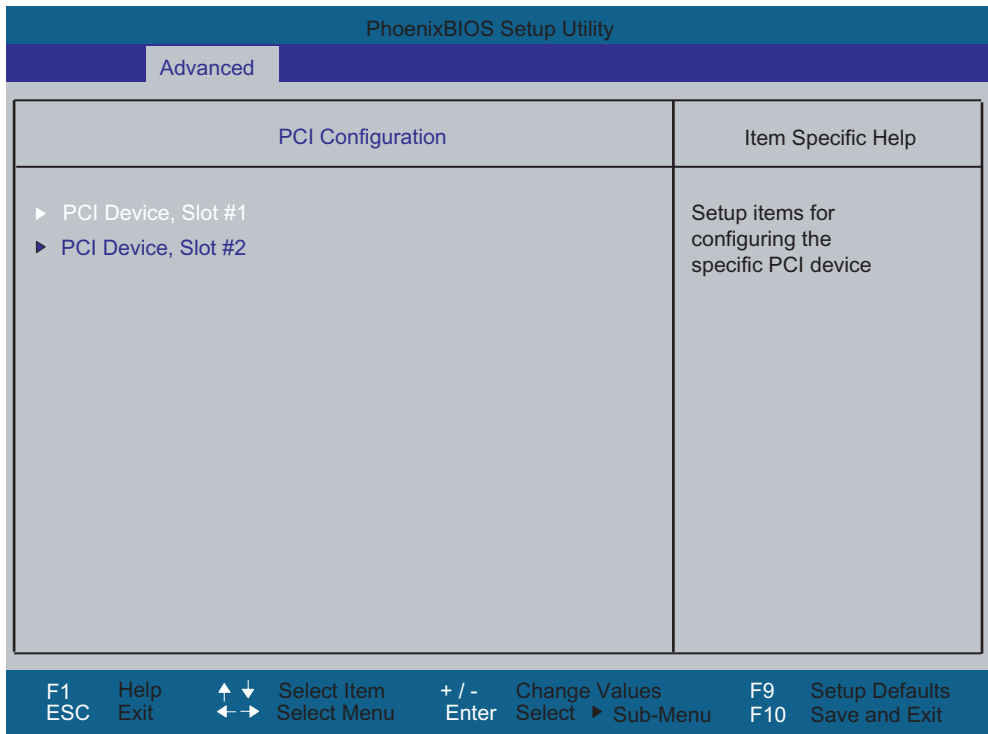 PhoenixBIOS Setup Utility
Advanced
PCI Configuration
Item Specific Help
PCI Device, Slot #1
PCI Device, Slot #2
Setup items for
configuring the
specific PCI device
F1 Help Select Item + / - Change Values F9 Setup Defaults
ESC Exit Select Menu Enter Select Sub-Menu F10 Save and Exit